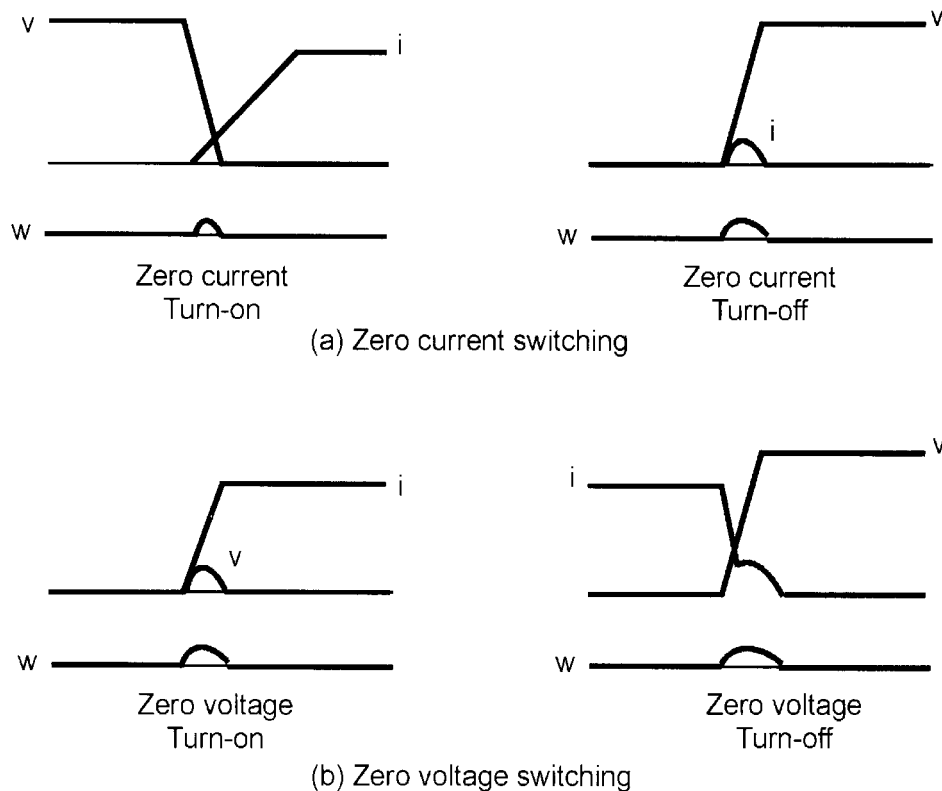 v
i
w
Zero current
Turn-on
v
i
w
Zero current
Turn-off
(a) Zero current switching
i
v
w
Zero voltage
Turn-on
i
v
w
Zero voltage
Turn-off
(b) Zero voltage switching